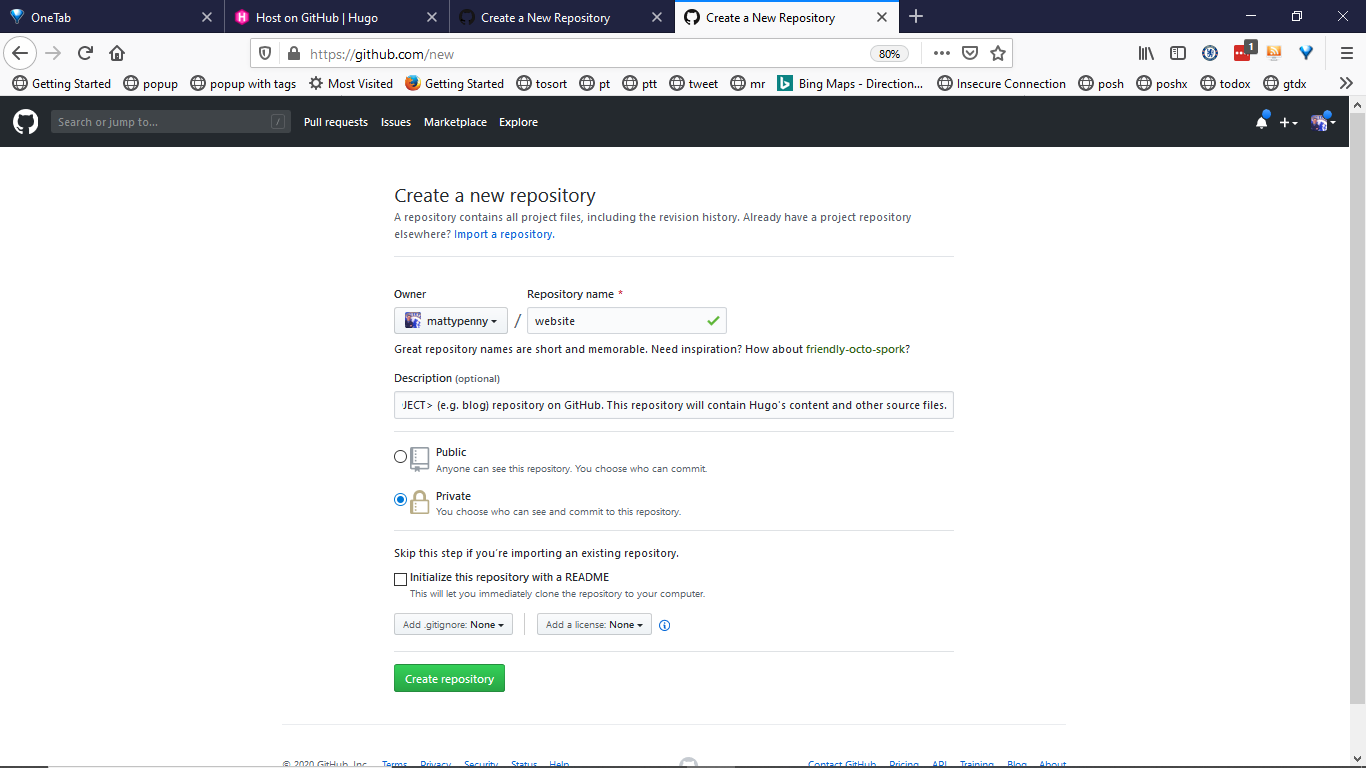 OneTab
Host on GitHub | Hugo
Create a New Repository
Create a New Repository
https://github.com/new
80%
1
Getting Started
popup
popup with tags
Most Visited
Getting Started
tosort
pt
ptt
tweet
mr
Bing Maps - Direction...
Insecure Connection
posh
poshx
todox
gtdx
Search or jump to...
/
Pull requests
Issues
Marketplace
Explore
Create a new repository
A repository contains all project files, including the revision history. Already have a project repository
elsewhere? Import a repository.
Owner
Repository name *
mattypenny
/
website
Great repository names are short and memorable. Need inspiration? How about friendly-octo-spork?
Description (optional)
JECT> (e.g. blog) repository on GitHub. This repository will contain Hugo's content and other source files.
Public
Anyone can see this repository. You choose who can commit.
Private
You choose who can see and commit to this repository.
Skip this step if you're importing an existing repository.
Initialize this repository with a README
This will let you immediately clone the repository to your computer.
Add .gitignore: None
Add a license: None
Create repository
© 2020 GitHub, Inc.
Terms
Privacy
Security
Status
Help
Contact GitHub
Pricing
API
Training
Blog
About